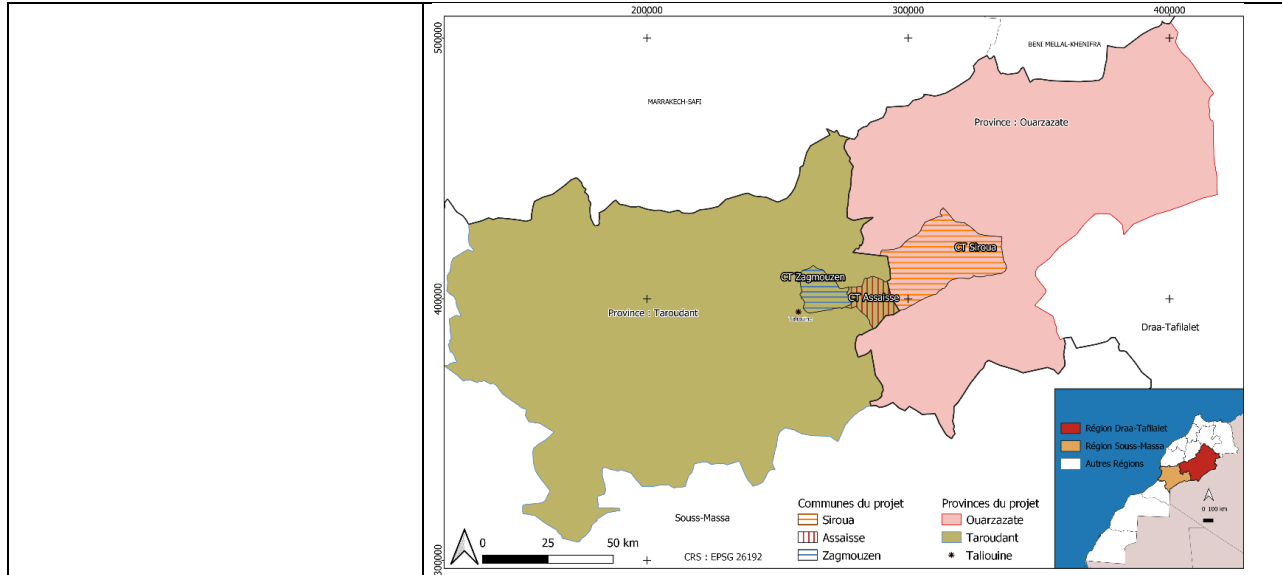 200000
300000
400000
500000
BENI MELLAL-KHENIFRA
MARRAKECH-SAFI
Province : Ouarzazate
CT Siroua
CT Zagmouzen
CT Assaisse
400000
Province : Taroudant
Taliouine
Draa-Tafilalet
Région Draa-Tafilalet
Région Souss-Massa
Autres Régions
0 100 km
Souss-Massa
Communes du projet
Siroua
Assaisse
Zagmouzen
Provinces du projet
Ouarzazate
Taroudant
Taliouine
0 25 50 km
CRS : EPSG 26192
300000